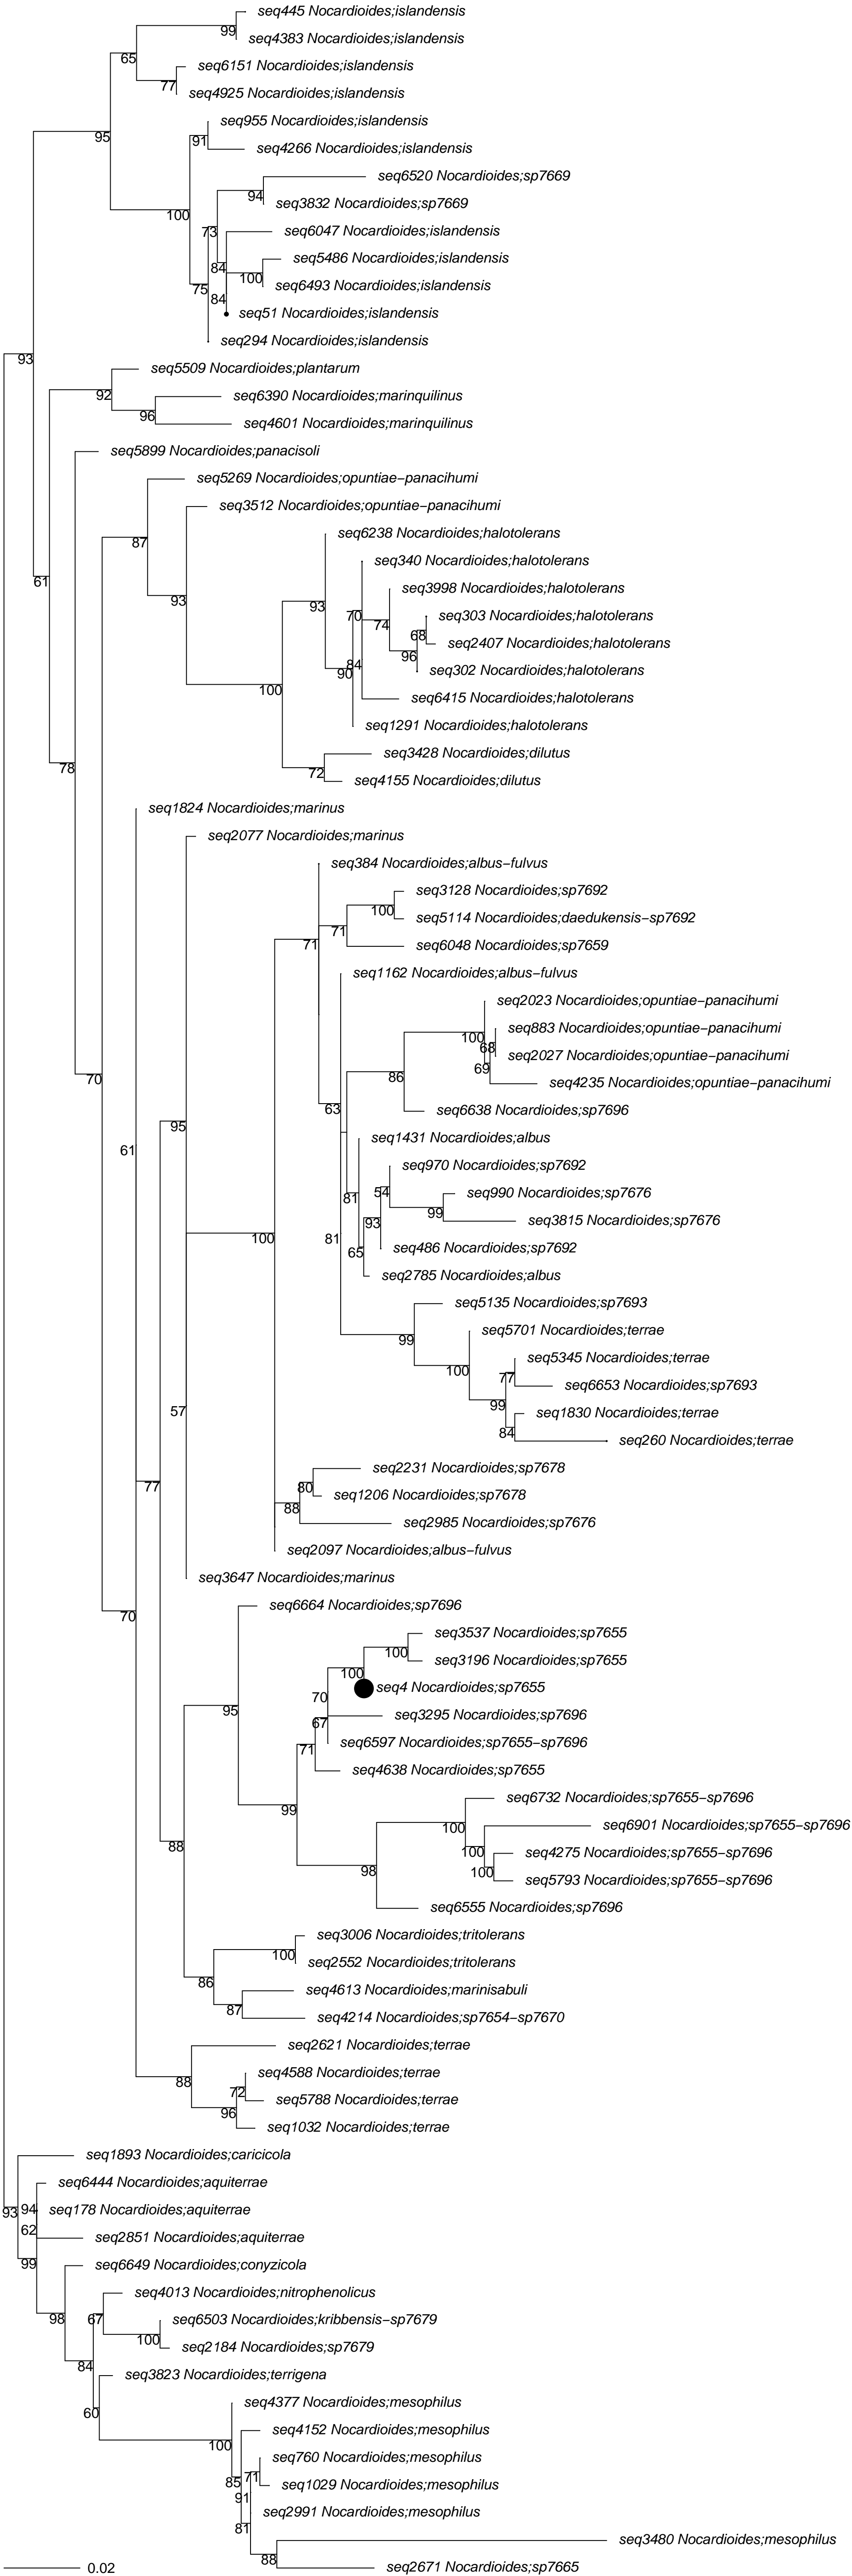 seq445 Nocardioides;islandensis
99
seq4383 Nocardioides;islandensis
65
seq6151 Nocardioides;islandensis
77
seq4925 Nocardioides;islandensis
seq955 Nocardioides;islandensis
95
91
seq4266 Nocardioides;islandensis
seq6520 Nocardioides;sp7669
94
seq3832 Nocardioides;sp7669
100
73
seq6047 Nocardioides;islandensis
seq5486 Nocardioides;islandensis
84
100
seq6493 Nocardioides;islandensis
75
84
seq51 Nocardioides;islandensis
seq294 Nocardioides;islandensis
93
seq5509 Nocardioides;plantarum
92
seq6390 Nocardioides;marinquilinus
96
seq4601 Nocardioides;marinquilinus
seq5899 Nocardioides;panacisoli
seq5269 Nocardioides;opuntiae−panacihumi
seq3512 Nocardioides;opuntiae−panacihumi
seq6238 Nocardioides;halotolerans
87
seq340 Nocardioides;halotolerans
61
seq3998 Nocardioides;halotolerans
93
93
70
seq303 Nocardioides;halotolerans
74
68
seq2407 Nocardioides;halotolerans
96
84
seq302 Nocardioides;halotolerans
90
100
seq6415 Nocardioides;halotolerans
seq1291 Nocardioides;halotolerans
seq3428 Nocardioides;dilutus
78
72
seq4155 Nocardioides;dilutus
seq1824 Nocardioides;marinus
seq2077 Nocardioides;marinus
seq384 Nocardioides;albus−fulvus
seq3128 Nocardioides;sp7692
100
seq5114 Nocardioides;daedukensis−sp7692
71
71
seq6048 Nocardioides;sp7659
seq1162 Nocardioides;albus−fulvus
seq2023 Nocardioides;opuntiae−panacihumi
seq883 Nocardioides;opuntiae−panacihumi
100
68
seq2027 Nocardioides;opuntiae−panacihumi
69
70
86
seq4235 Nocardioides;opuntiae−panacihumi
63
seq6638 Nocardioides;sp7696
95
seq1431 Nocardioides;albus
61
seq970 Nocardioides;sp7692
54
seq990 Nocardioides;sp7676
81
99
seq3815 Nocardioides;sp7676
93
100
81
seq486 Nocardioides;sp7692
65
seq2785 Nocardioides;albus
seq5135 Nocardioides;sp7693
seq5701 Nocardioides;terrae
99
seq5345 Nocardioides;terrae
100
77
seq6653 Nocardioides;sp7693
99
57
seq1830 Nocardioides;terrae
84
seq260 Nocardioides;terrae
seq2231 Nocardioides;sp7678
77
80
seq1206 Nocardioides;sp7678
88
seq2985 Nocardioides;sp7676
seq2097 Nocardioides;albus−fulvus
seq3647 Nocardioides;marinus
seq6664 Nocardioides;sp7696
70
seq3537 Nocardioides;sp7655
100
seq3196 Nocardioides;sp7655
100
seq4 Nocardioides;sp7655
70
95
seq3295 Nocardioides;sp7696
67
seq6597 Nocardioides;sp7655−sp7696
71
seq4638 Nocardioides;sp7655
seq6732 Nocardioides;sp7655−sp7696
99
seq6901 Nocardioides;sp7655−sp7696
100
88
seq4275 Nocardioides;sp7655−sp7696
100
100
seq5793 Nocardioides;sp7655−sp7696
98
seq6555 Nocardioides;sp7696
seq3006 Nocardioides;tritolerans
100
seq2552 Nocardioides;tritolerans
86
seq4613 Nocardioides;marinisabuli
87
seq4214 Nocardioides;sp7654−sp7670
seq2621 Nocardioides;terrae
seq4588 Nocardioides;terrae
88
72
seq5788 Nocardioides;terrae
96
seq1032 Nocardioides;terrae
seq1893 Nocardioides;caricicola
seq6444 Nocardioides;aquiterrae
93
94
seq178 Nocardioides;aquiterrae
62
seq2851 Nocardioides;aquiterrae
99
seq6649 Nocardioides;conyzicola
seq4013 Nocardioides;nitrophenolicus
98
67
seq6503 Nocardioides;kribbensis−sp7679
100
seq2184 Nocardioides;sp7679
84
seq3823 Nocardioides;terrigena
seq4377 Nocardioides;mesophilus
60
seq4152 Nocardioides;mesophilus
100
seq760 Nocardioides;mesophilus
71
85
seq1029 Nocardioides;mesophilus
91
seq2991 Nocardioides;mesophilus
81
seq3480 Nocardioides;mesophilus
88
seq2671 Nocardioides;sp7665
0.02